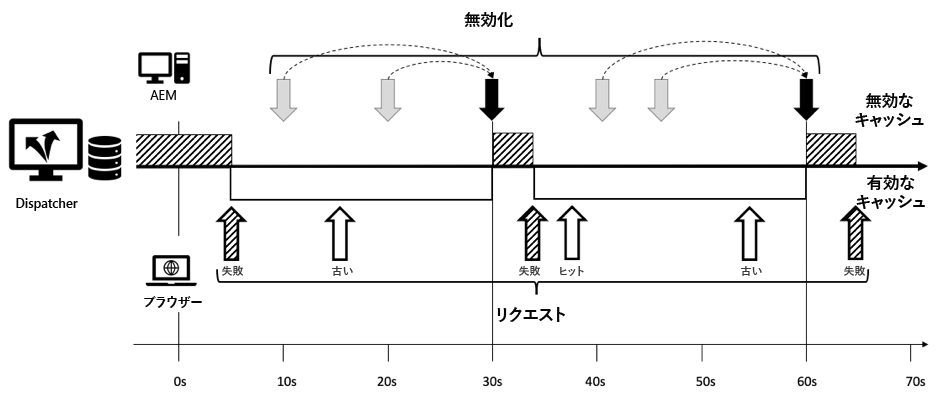 無効化
AEM
無効な
キャッシュ
有効な
キャッシュ
Dispatcher
失敗
古い
失敗
ヒット
古い
失敗
ブラウザー
リクエスト
0s
10s
20s
30s
40s
50s
60s
70s